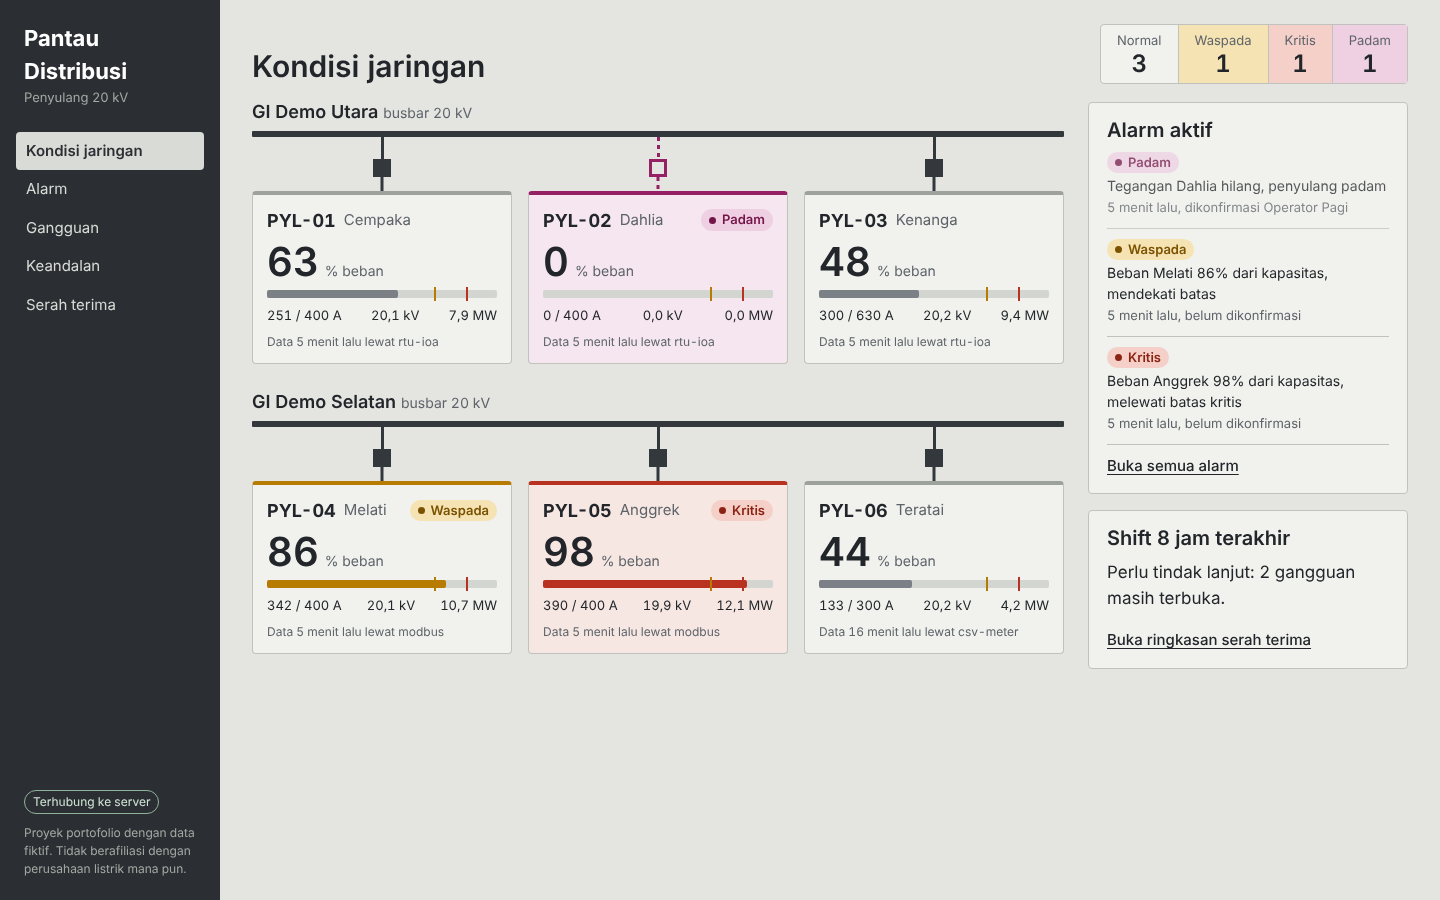 Pantau
Distribusi
Penyulang 20 kV
Kondisi jaringan
Alarm
Gangguan
Keandalan
Serah terima
Terhubung ke server
Proyek portofolio dengan data
fiktif. Tidak berafiliasi dengan
perusahaan listrik mana pun.
Kondisi jaringan
Normal Waspada Kritis Padam
3 1 1 1
GI Demo Utara busbar 20 kV
PYL-01 Cempaka
63 % beban
251 / 400 A 20,1 kV 7,9 MW
Data 5 menit lalu lewat rtu-ioa
PYL-02 Dahlia Padam
0 % beban
0 / 400 A 0,0 kV 0,0 MW
Data 5 menit lalu lewat rtu-ioa
PYL-03 Kenanga
48 % beban
300 / 630 A 20,2 kV 9,4 MW
Data 5 menit lalu lewat rtu-ioa
GI Demo Selatan busbar 20 kV
PYL-04 Melati Waspada
86 % beban
342 / 400 A 20,1 kV 10,7 MW
Data 5 menit lalu lewat modbus
PYL-05 Anggrek Kritis
98 % beban
390 / 400 A 19,9 kV 12,1 MW
Data 5 menit lalu lewat modbus
PYL-06 Teratai
44 % beban
133 / 300 A 20,2 kV 4,2 MW
Data 16 menit lalu lewat csv-meter
Alarm aktif
Padam
Tegangan Dahlia hilang, penyulang padam
5 menit lalu, dikonfirmasi Operator Pagi
Waspada
Beban Melati 86% dari kapasitas,
mendekati batas
5 menit lalu, belum dikonfirmasi
Kritis
Beban Anggrek 98% dari kapasitas,
melewati batas kritis
5 menit lalu, belum dikonfirmasi
Buka semua alarm
Shift 8 jam terakhir
Perlu tindak lanjut: 2 gangguan
masih terbuka.
Buka ringkasan serah terima